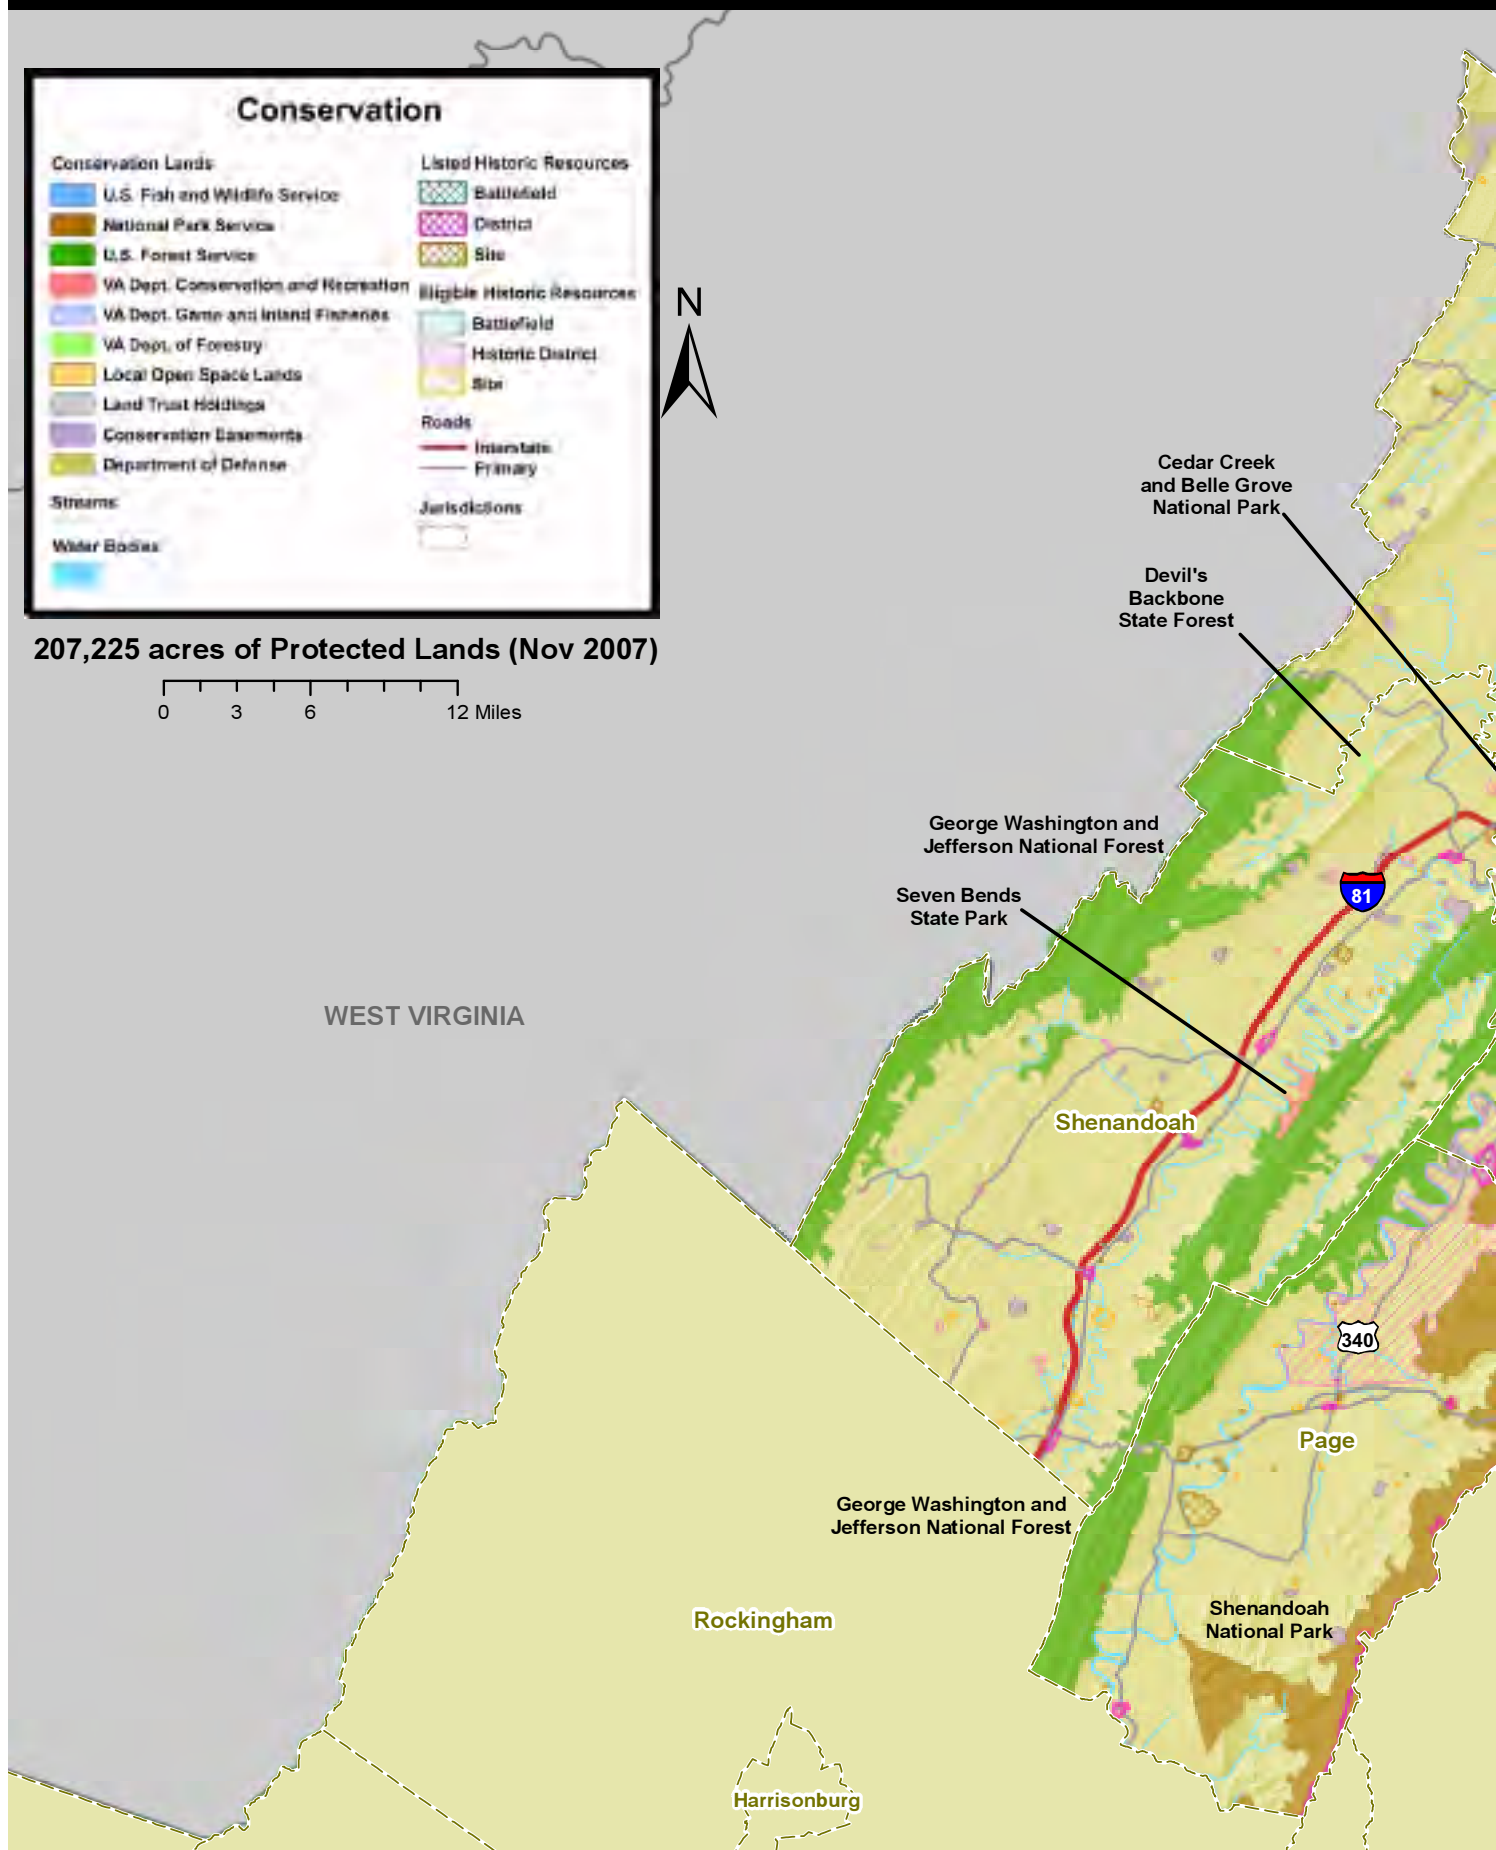 Conservation
Conservation Lands
U.S. Fish and Wildlife Service
National Park Service
U.S. Forest Service
VA Dept. Conservation and Recreation
VA Dept. Game and Inland Fisheries
VA Dept. of Forestry
Local Open Space Lands
Land Trust Holdings
Conservation Easements
Department of Defense
Streams
Water Bodies
Listed Historic Resources
Battlefield
District
Site
Eligible Historic Resources
Battlefield
Historic District
Site
Roads
Interstate
Primary
Jurisdictions
N
207,225 acres of Protected Lands (Nov 2007)
0 3 6 12 Miles
Cedar Creek
and Belle Grove
National Park
Devil's
Backbone
State Forest
George Washington and
Jefferson National Forest
81
Seven Bends
State Park
WEST VIRGINIA
Shenandoah
340
Page
George Washington and
Jefferson National Forest
Shenandoah
National Park
Rockingham
Harrisonburg